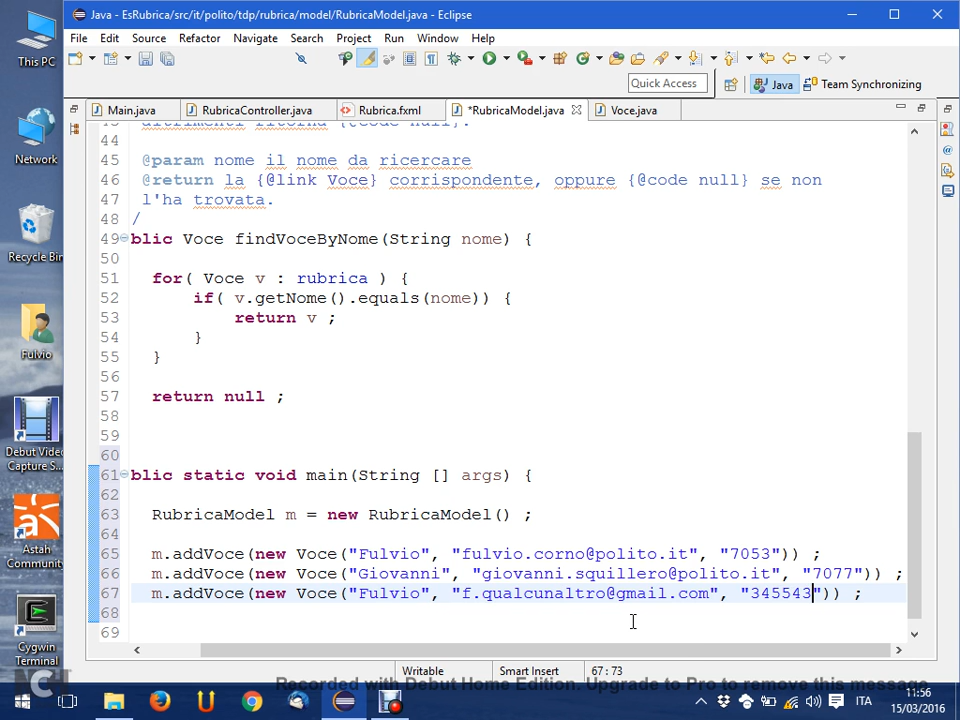 Java - EsRubrica/src/it/polito/tdp/rubrica/model/RubricaModel.java - Eclipse
File Edit Source Refactor Navigate Search Project Run Window Help
Quick Access
Java
Team Synchronizing
Main.java RubricaController.java Rubrica.fxml *RubricaModel.java Voce.java
43 altrimenti ritorna {@code null}.
44
45 @param nome il nome da ricercare
46 @return la {@link Voce} corrispondente, oppure {@code null} se non
47 l'ha trovata.
48 /
49 blic Voce findVoceByNome(String nome) {
50
51 for( Voce v : rubrica ) {
52 if( v.getNome().equals(nome)) {
53 return v ;
54 }
55 }
56
57 return null ;
58
59
60
61 blic static void main(String [] args) {
62
63 RubricaModel m = new RubricaModel() ;
64
65 m.addVoce(new Voce("Fulvio", "fulvio.corno@polito.it", "7053")) ;
66 m.addVoce(new Voce("Giovanni", "giovanni.squillero@polito.it", "7077")) ;
67 m.addVoce(new Voce("Fulvio", "f.qualcunaltro@gmail.com", "345543")) ;
68
69
Writable Smart Insert 67 : 73
This PC
Network
Recycle Bin
Fulvio
Debut Video
Capture S...
Astah
Community
Cygwin
Terminal
Recorded with Debut Home Edition. Upgrade to Pro to remove this message
ITA
11:56
15/03/2016